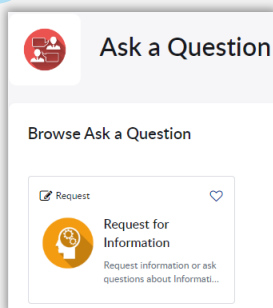 Ask a Question
Browse Ask a Question
Request
Request for
Information
Request information or ask
questions about Informati...